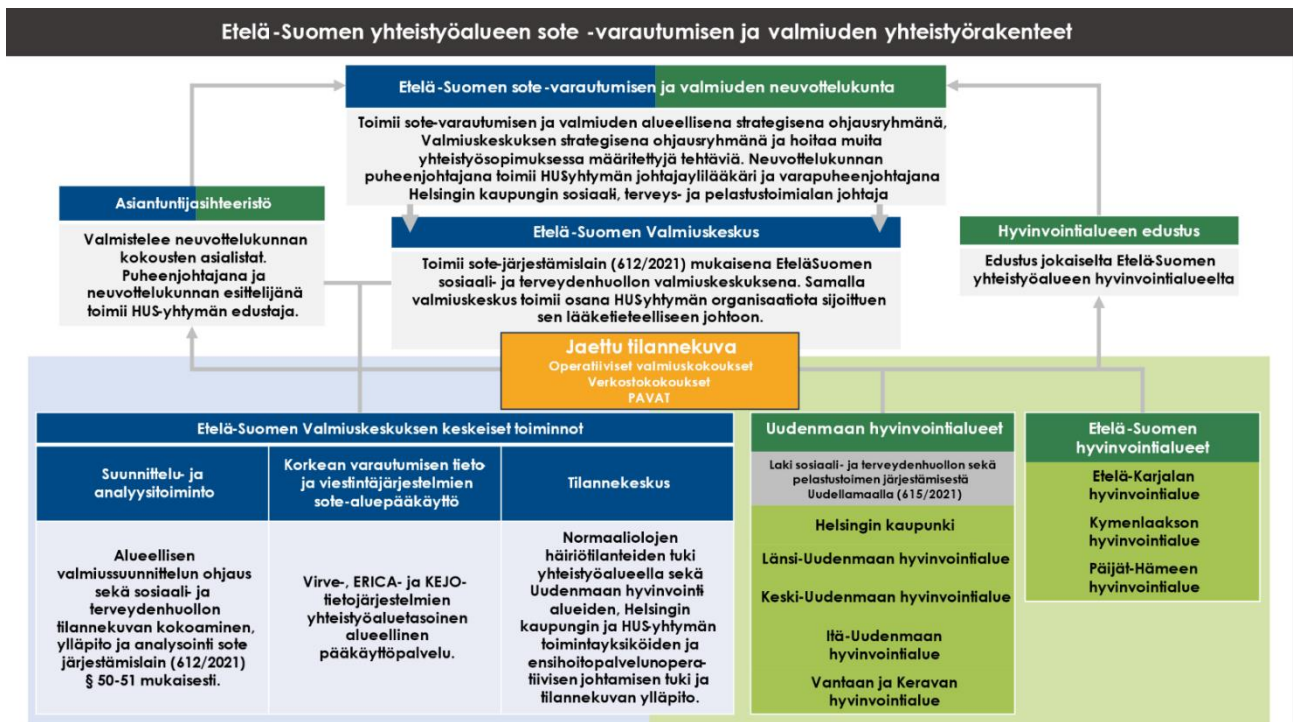 Etelä-Suomen yhteistyöalueen sote -varautumisen ja valmiuden yhteistyörakenteet
Etelä-Suomen sote-varautumisen ja valmiuden neuvottelukunta
Toimii sote-varautumisen ja valmiuden alueellisena strategisena ohjausryhmänä,
Valmiuskeskuksen strategisena ohjausryhmänä ja hoitaa muita
yhteistyösopimuksessa määritettyjä tehtäviä. Neuvottelukunnan
puheenjohtajana toimii HUSyhtymän johtajaylilääkäri ja varapuheenjohtajana
Helsingin kaupungin sosiaali, terveys- ja pelastustoimialan johtaja
Asiantuntijasihteeristö
Valmistelee neuvottelukunnan
kokousten asialistat.
Puheenjohtajana ja
neuvottelukunnan esittelijänä
toimii HUS-yhtymän edustaja.
Etelä-Suomen Valmiuskeskus
Toimii sote-järjestämislain (612/2021) mukaisena EteläSuomen
sosiaali- ja terveydenhuollon valmiuskeskuksena. Samalla
valmiuskeskus toimii osana HUSyhtymän organisaatiota sijoittuen
sen lääketieteelliseen johtoon.
Hyvinvointialueen edustus
Edustus jokaiselta EteläSuomen
yhteistyöalueen hyvinvointialueelta
Jaettu tilannekuva
Operatiiviset valmiuskokoukset
Verkostokokoukset
PAVAT
Etelä-Suomen Valmiuskeskuksen keskeiset toiminnot
Suunnittelu- ja
analyysitoiminto
Alueellisen
valmiussuunnittelun ohjaus
sekä sosiaali- ja
terveydenhuollon
tilannekuvan kokoaminen,
ylläpito ja analysointi sote
järjestämislain (612/2021)
§ 50-51 mukaisesti.
Korkean varautumisen tieto
ja viestintäjärjestelmien
sote-aluepääkäyttö
Virve-, ERICA- ja KEJO-
tietojärjestelmien
yhteistyöaluetasoinen
alueellinen
pääkäyttöpalvelu.
Tilannekeskus
Normaaliolojen
häiriötilanteiden tuki
yhteistyöalueella sekä
Uudenmaan hyvinvointi
alueiden, Helsingin
kaupungin ja HUS-yhtymän
toimintayksiköiden ja
ensihoitopalvelunopera-
tiivisen johtamisen tuki ja
tilannekuvan ylläpito.
Uudenmaan hyvinvointialueet
Laki sosiaali- ja terveydenhuollon sekä
pelastustoimen järjestämisestä
Uudellamaalla (615/2021)
Helsingin kaupunki
Länsi-Uudenmaan hyvinvointialue
Keski-Uudenmaan hyvinvointialue
Itä-Uudenmaan
hyvinvointialue
Vantaan ja Keravan
hyvinvointialue
Etelä-Suomen
hyvinvointialueet
Etelä-Karjalan
hyvinvointialue
Kymenlaakson
hyvinvointialue
Päijät-Hämeen
hyvinvointialue